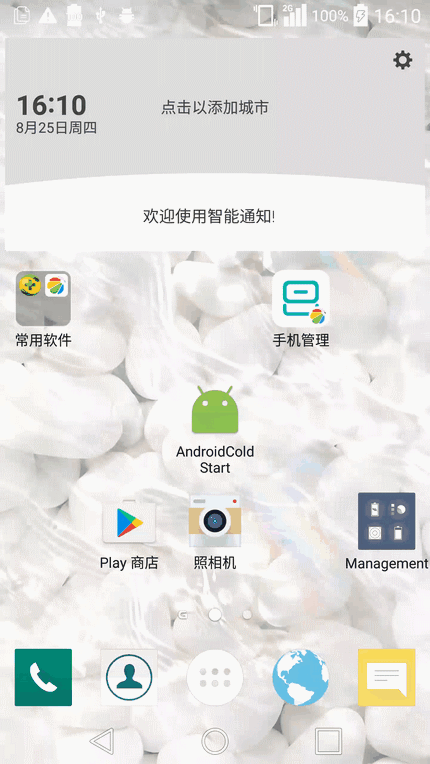 2G 100% 16:10
16:10
点击以添加城市
8月25日周四
欢迎使用智能通知!
常用软件
手机管理
AndroidCold
Start
Play 商店
照相机
Management